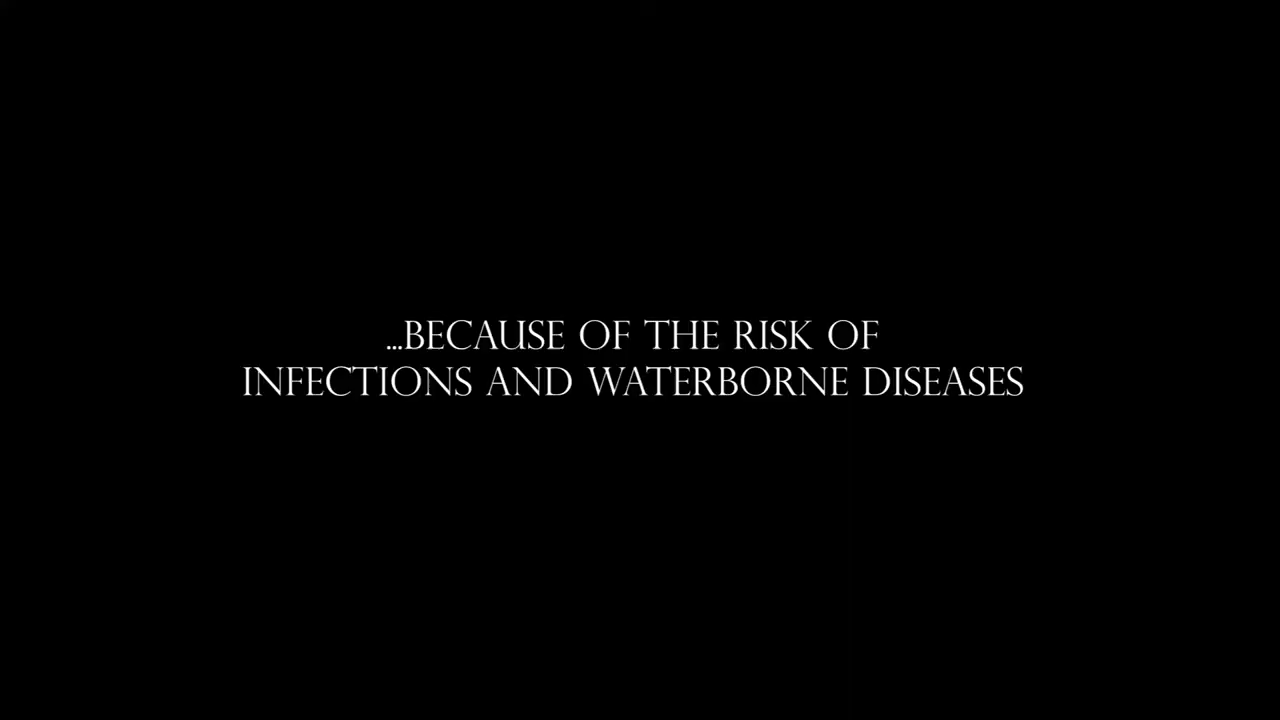 ...BECAUSE OF THE RISK OF
INFECTIONS AND WATERBORNE DISEASES